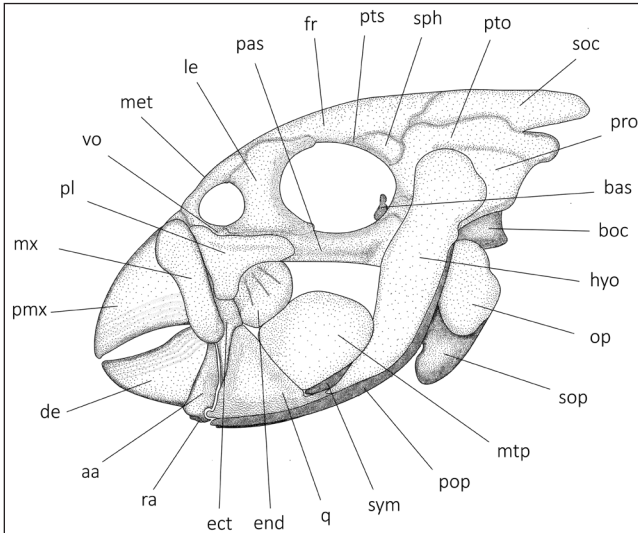 fr
pts
sph
pto
soc
pas
le
met
pro
vo
pl
bas
mx
boc
hyo
pmx
op
de
sop
mtp
aa
pop
ra
sym
ect
end
q